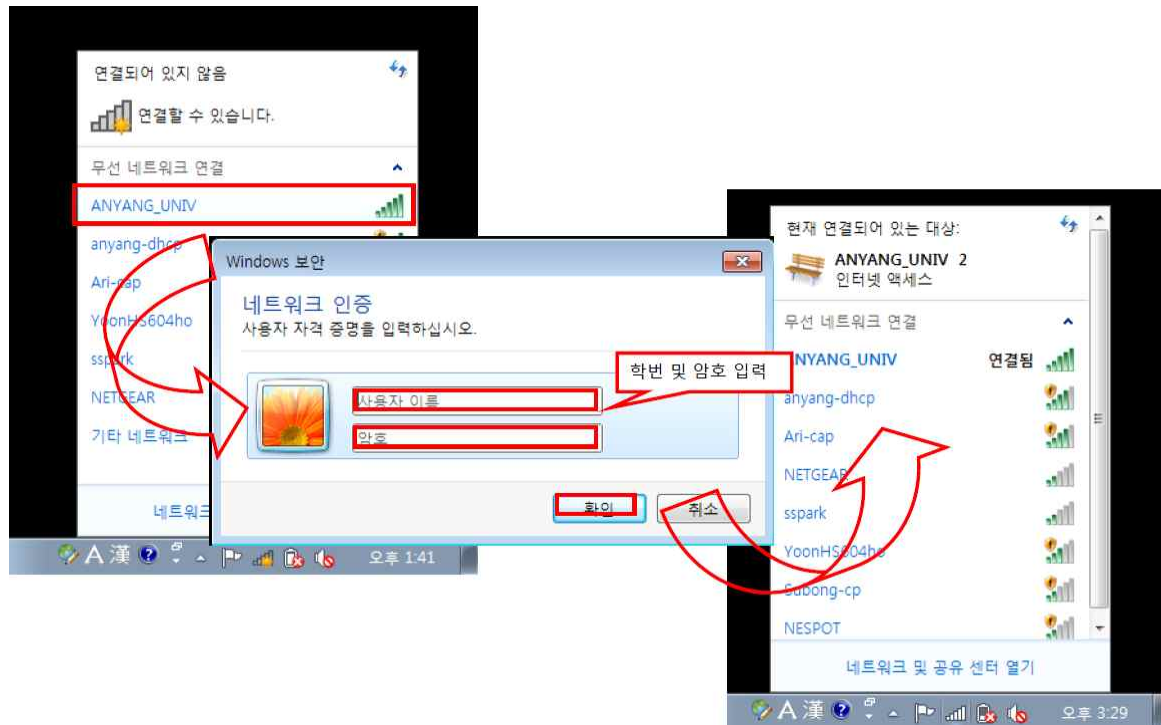 연결되어 있지 않음
연결할 수 있습니다.
무선 네트워크 연결
ANYANG_UNIV
anyang-dhcp
Ari-cap
YoonHS604ho
sspark
NETGEAR
기타 네트워크
네트워크
A 漢 오후 1:41
Windows 보안
네트워크 인증
사용자 자격 증명을 입력하십시오.
사용자 이름
암호
확인 취소
학번 및 암호 입력
현재 연결되어 있는 대상:
ANYANG_UNIV 2
인터넷 액세스
무선 네트워크 연결
ANYANG_UNIV 연결됨
anyang-dhcp
Ari-cap
NETGEAR
sspark
YoonHS604ho
Subong-cp
NESPOT
네트워크 및 공유 센터 열기
A 漢 오후 3:29